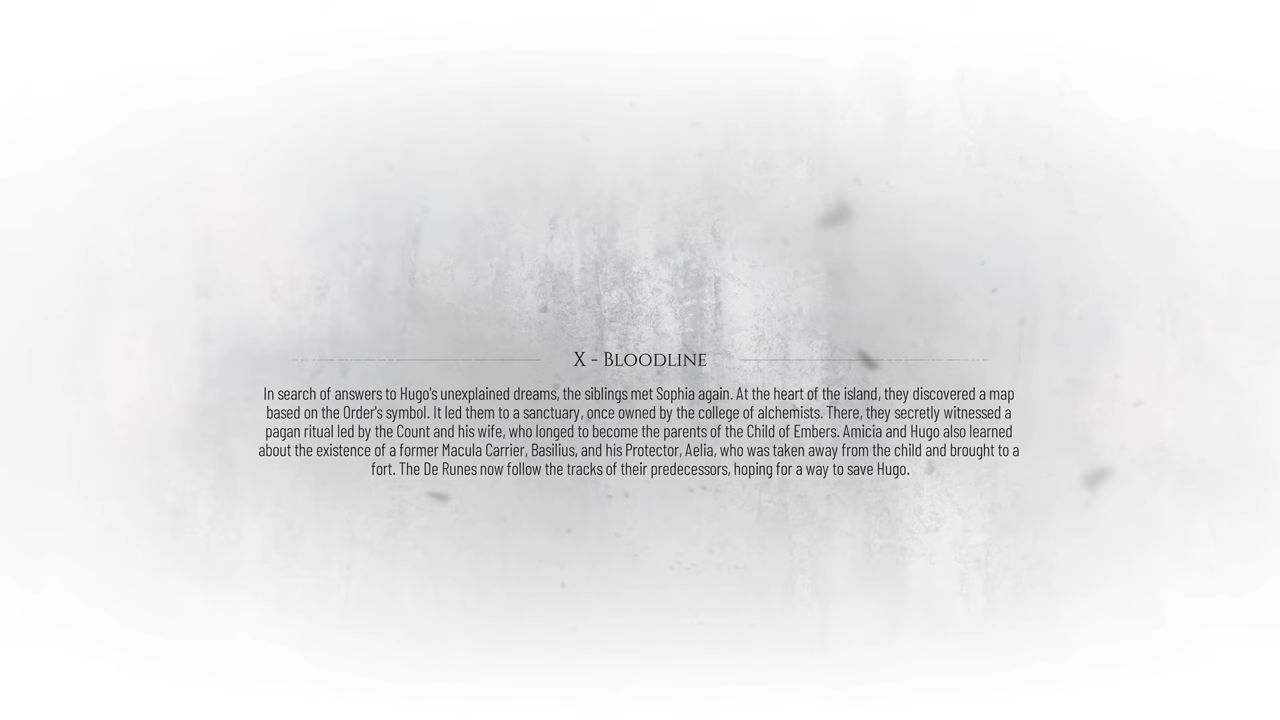 X - Bloodline
In search of answers to Hugo's unexplained dreams, the siblings met Sophia again. At the heart of the island, they discovered a map
based on the Order's symbol. It led them to a sanctuary, once owned by the college of alchemists. There, they secretly witnessed a
pagan ritual led by the Count and his wife, who longed to become the parents of the Child of Embers. Amicia and Hugo also learned
about the existence of a former Macula Carrier, Basilius, and his Protector, Aelia, who was taken away from the child and brought to a
fort. The De Runes now follow the tracks of their predecessors, hoping for a way to save Hugo.